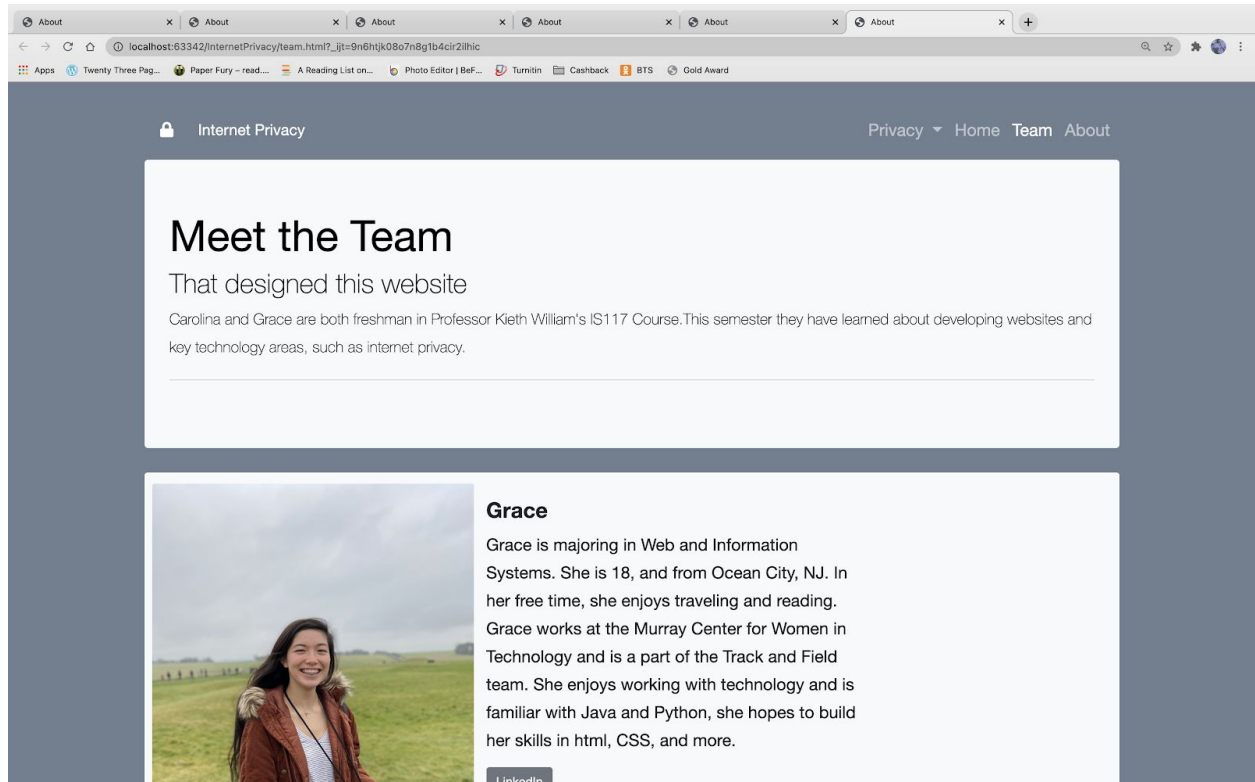 About About About About About About
localhost:63342/InternetPrivacy/team.html?_ijt=9n6htjk08o7n8g1b4cir2ilhic
Apps Twenty Three Pag... Paper Fury – read.... A Reading List on... Photo Editor | BeF... Turnitin Cashback BTS Gold Award
Internet Privacy Privacy Home Team About
Meet the Team
That designed this website
Carolina and Grace are both freshman in Professor Kieth William's IS117 Course.This semester they have learned about developing websites and
key technology areas, such as internet privacy.
Grace
Grace is majoring in Web and Information
Systems. She is 18, and from Ocean City, NJ. In
her free time, she enjoys traveling and reading.
Grace works at the Murray Center for Women in
Technology and is a part of the Track and Field
team. She enjoys working with technology and is
familiar with Java and Python, she hopes to build
her skills in html, CSS, and more.
LinkedIn